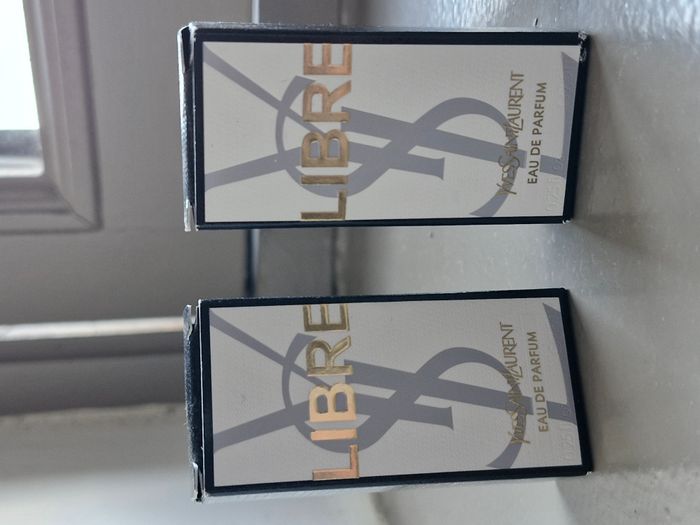 LIBRE
YVESSAINTLAURENT
EAU DE PARFUM
LIBRE
YVESSAINTLAURENT
EAU DE PARFUM